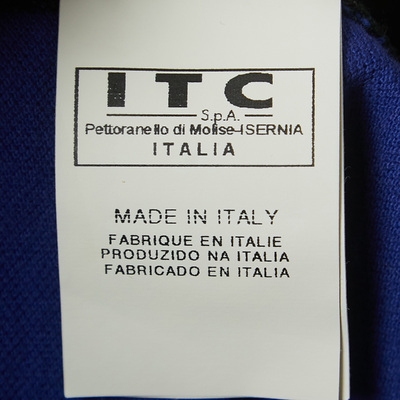 ITC
S.p.A.
Pettoranello di Molise-ISERNIA
ITALIA
MADE IN ITALY
FABRIQUE EN ITALIE
PRODUZIDO NA ITALIA
FABRICADO EN ITALIA